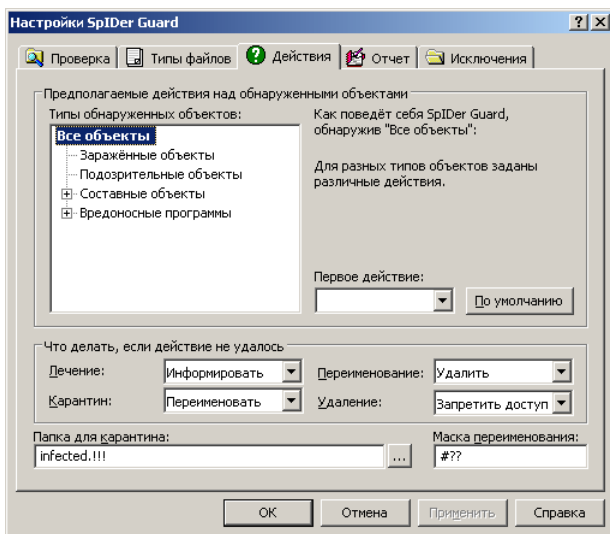 Настройки SpIDer Guard
Проверка Типы файлов Действия Отчет Исключения
Предполагаемые действия над обнаруженными объектами
Типы обнаруженных объектов:
Все объекты
Заражённые объекты
Подозрительные объекты
Составные объекты
Вредоносные программы
Как поведёт себя SpIDer Guard,
обнаружив "Все объекты":
Для разных типов объектов заданы
различные действия.
Первое действие:
По умолчанию
Что делать, если действие не удалось
Лечение: Информировать Переименование: Удалить
Карантин: Переименовать Удаление: Запретить доступ
Папка для карантина: Маска переименования:
infected.!!! ... #??
OK Отмена Применить Справка